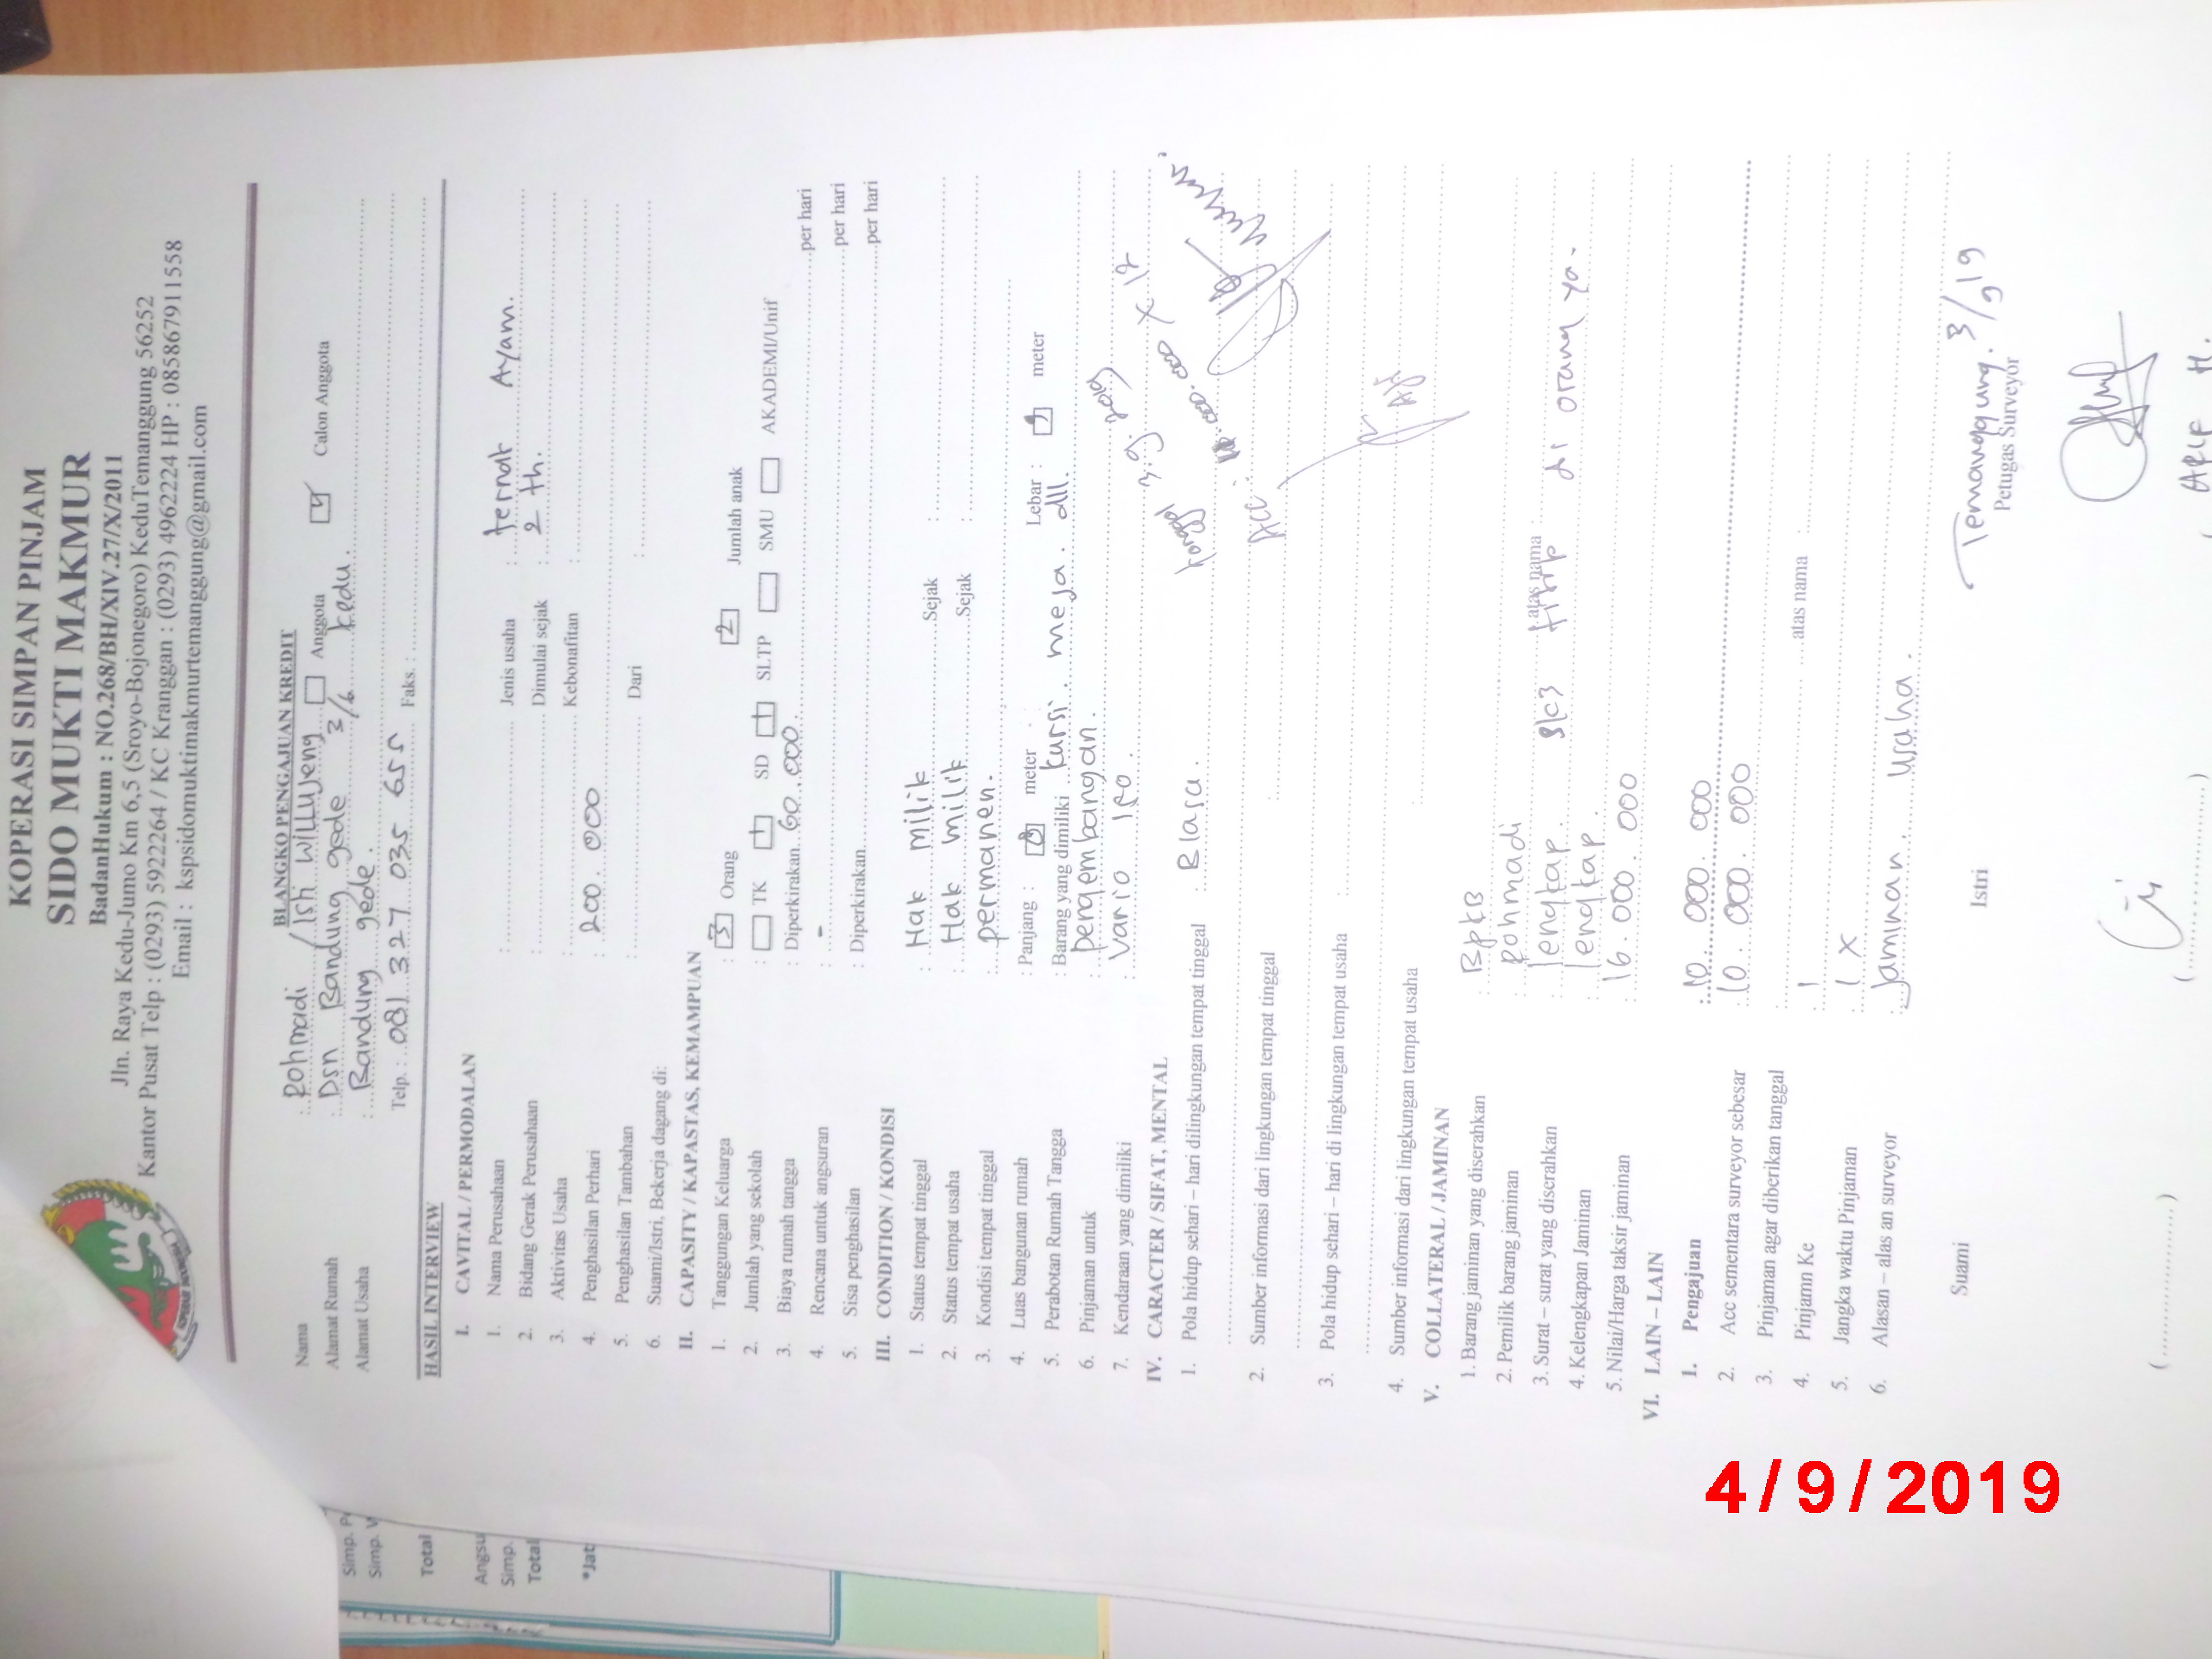 KOPERASI SIMPAN PINJAM
SIDO MUKTI MAKMUR
BadanHukum : NO.268/BH/XIV.27/X/2011
Jln. Raya Kedu-Jumo Km 6,5 (Sroyo-Bojonegoro) KeduTemanggung 56252
Kantor Pusat Telp : (0293) 5922264 / KC Kranggan : (0293) 4962224 HP : 085867911558
Email : kspsidomuktimakmurtemanggung@gmail.com
BLANGKO PENGAJUAN KREDIT
Nama : Rohmadi / Isti Willujeng Anggota Calon Anggota
Alamat Rumah : Dsn Bandung gede 3/6 kedu.
Alamat Usaha : Bandung gede.
Telp. : 081 327 035 655 Faks. :
HASIL INTERVIEW
I. CAVITAL / PERMODALAN
1. Nama Perusahaan : Jenis usaha : ternak Ayam.
2. Bidang Gerak Perusahaan : Dimulai sejak : 2 th.
3. Aktivitas Usaha : Kebonafitan :
4. Penghasilan Perhari : 200.000
5. Penghasilan Tambahan : Dari :
6. Suami/Istri, Bekerja dagang di:
II. CAPASITY / KAPASTAS, KEMAMPUAN
1. Tanggungan Keluarga : 3 Orang 2 Jumlah anak
2. Jumlah yang sekolah : TK 1 SD 1 SLTP SMU AKADEMI/Unif
3. Biaya rumah tangga : Diperkirakan 60.000 per hari
4. Rencana untuk angsuran : - per hari
5. Sisa penghasilan : Diperkirakan per hari
III. CONDITION / KONDISI
1. Status tempat tinggal : Hak milik Sejak :
2. Status tempat usaha : Hak milik Sejak :
3. Kondisi tempat tinggal : permanen.
4. Luas bangunan rumah : Panjang : meter Lebar : meter
5. Perabotan Rumah Tangga : Barang yang dimiliki kursi. meja. dll.
6. Pinjaman untuk : pengembangan.
7. Kendaraan yang dimiliki : Vario 150.
IV. CARACTER / SIFAT, MENTAL
1. Pola hidup sehari – hari dilingkungan tempat tinggal : Biasa.
2. Sumber informasi dari lingkungan tempat tinggal :
3. Pola hidup sehari – hari di lingkungan tempat usaha :
4. Sumber informasi dari lingkungan tempat usaha :
X 12
Acc :
V. COLLATERAL / JAMINAN
1. Barang jaminan yang diserahkan : BpkB
2. Pemilik barang jaminan : Rohmadi
3. Surat – surat yang diserahkan : lengkap. atas nama :
4. Kelengkapan Jaminan : lengkap.
di orang ya.
5. Nilai/Harga taksir jaminan : 16.000.000
VI. LAIN – LAIN
1. Pengajuan : 10.000.000
2. Acc sementara surveyor sebesar : 10.000.000
3. Pinjaman agar diberikan tanggal :
4. Pinjamn Ke : 1 atas nama :
5. Jangka waktu Pinjaman : 1 X
6. Alasan – alas an surveyor : Jaminan. usaha.
Temanggung. 3/9 19
Suami Istri Petugas Surveyor
ARIF H.
Simp.
Simp.
Total
Angsu
Simp.
Total
*Jat
4/9/2019